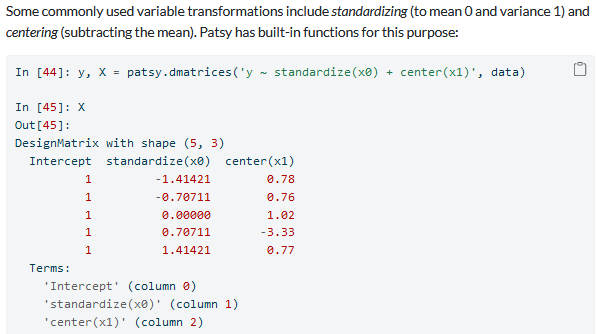 Some commonly used variable transformations include standardizing (to mean 0 and variance 1) and
centering (subtracting the mean). Patsy has built-in functions for this purpose:
In [44]: y, X = patsy.dmatrices('y ~ standardize(x0) + center(x1)', data)
In [45]: X
Out[45]:
DesignMatrix with shape (5, 3)
  Intercept  standardize(x0)  center(x1)
          1         -1.41421        0.78
          1         -0.70711        0.76
          1          0.00000        1.02
          1          0.70711       -3.33
          1          1.41421        0.77
  Terms:
    'Intercept' (column 0)
    'standardize(x0)' (column 1)
    'center(x1)' (column 2)